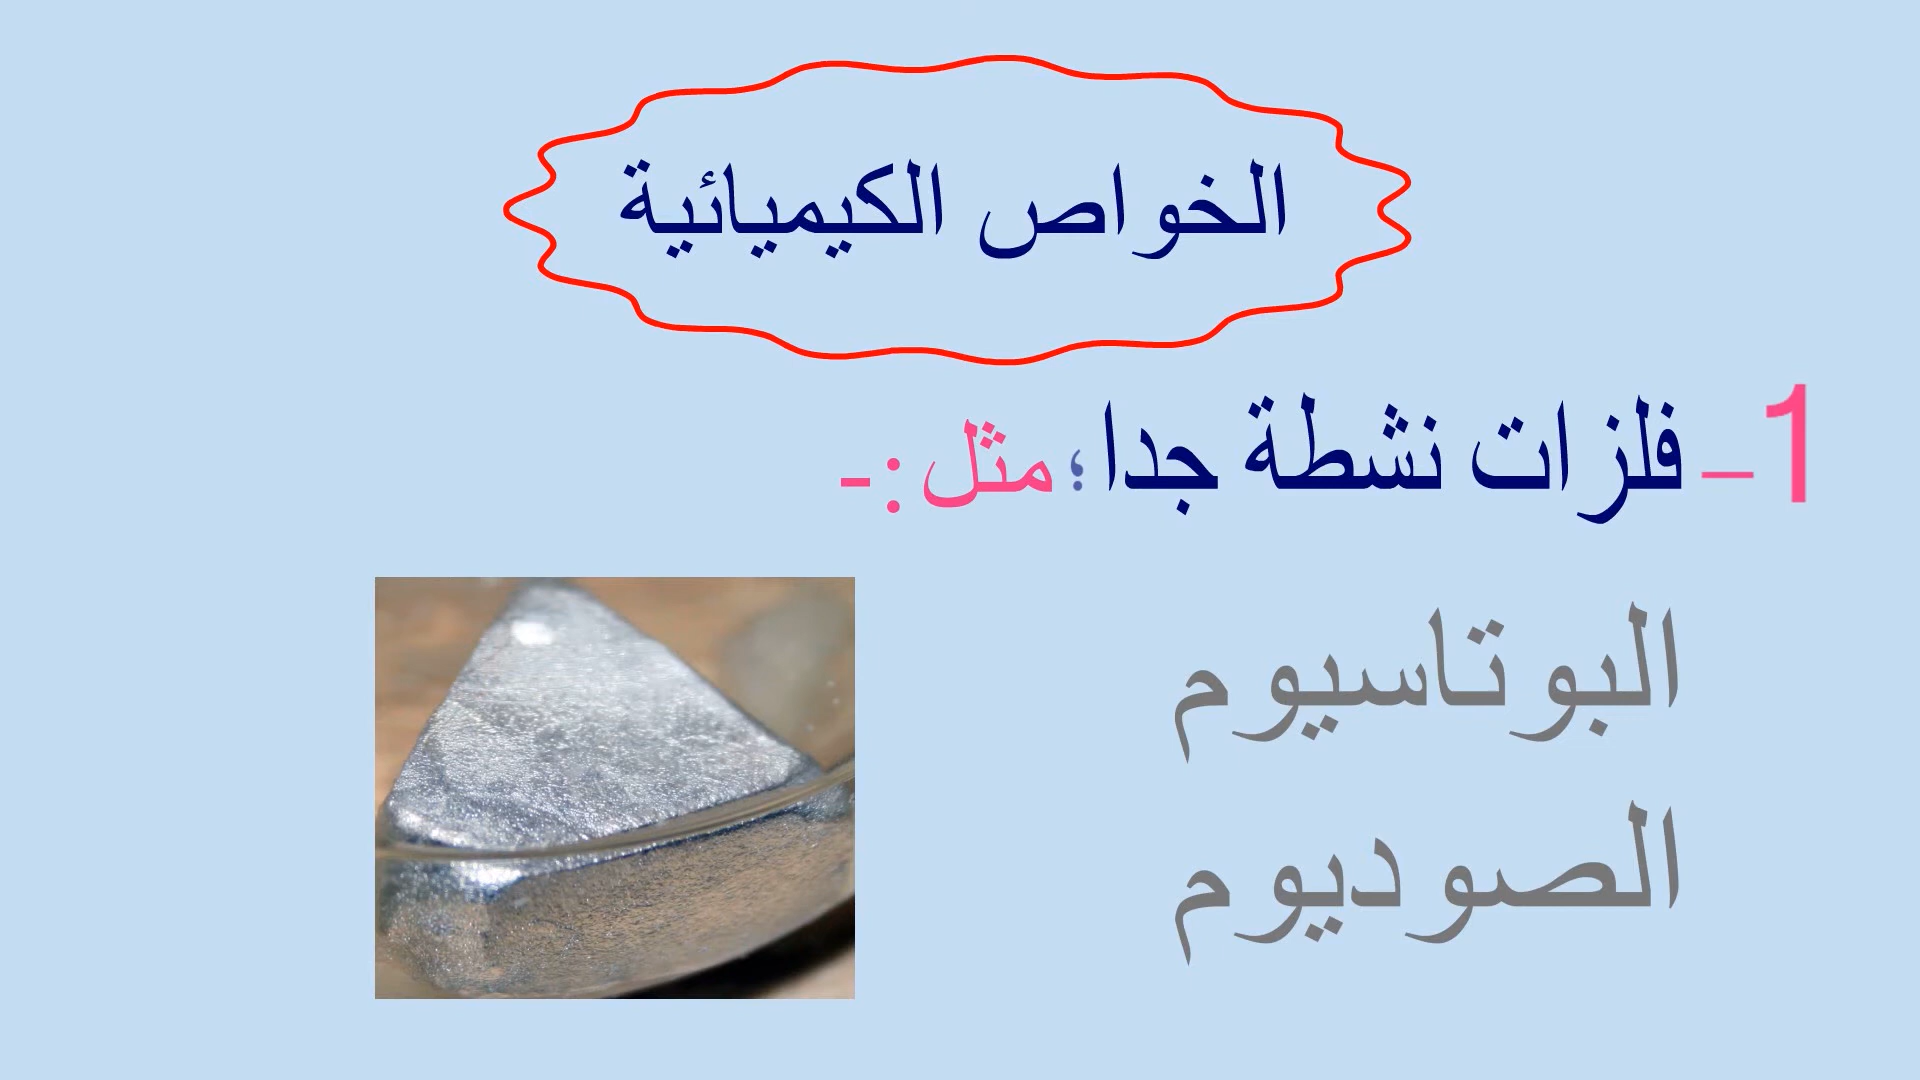 الخواص الكيميائية
1– فلزات نشطة جدا ؛ مثل :-
البوتاسيوم
الصوديوم